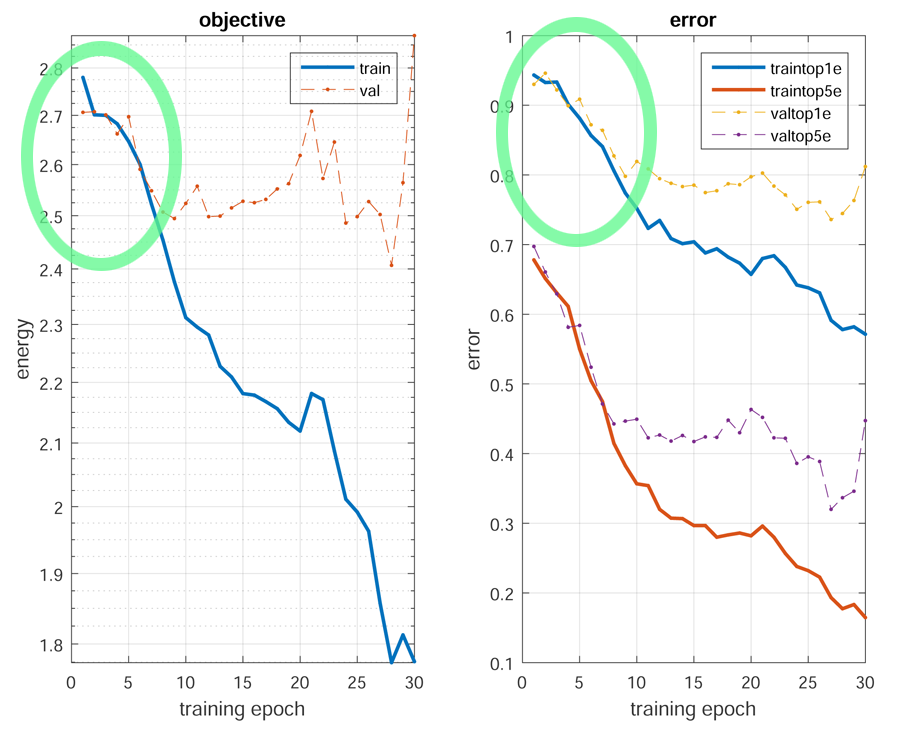 objective
2.8
2.7
2.6
2.5
2.4
2.3
2.2
2.1
2
1.9
1.8
energy
0 5 10 15 20 25 30
training epoch
train
val
error
1
0.9
0.8
0.7
0.6
0.5
0.4
0.3
0.2
0.1
error
0 5 10 15 20 25 30
training epoch
traintop1e
traintop5e
valtop1e
valtop5e